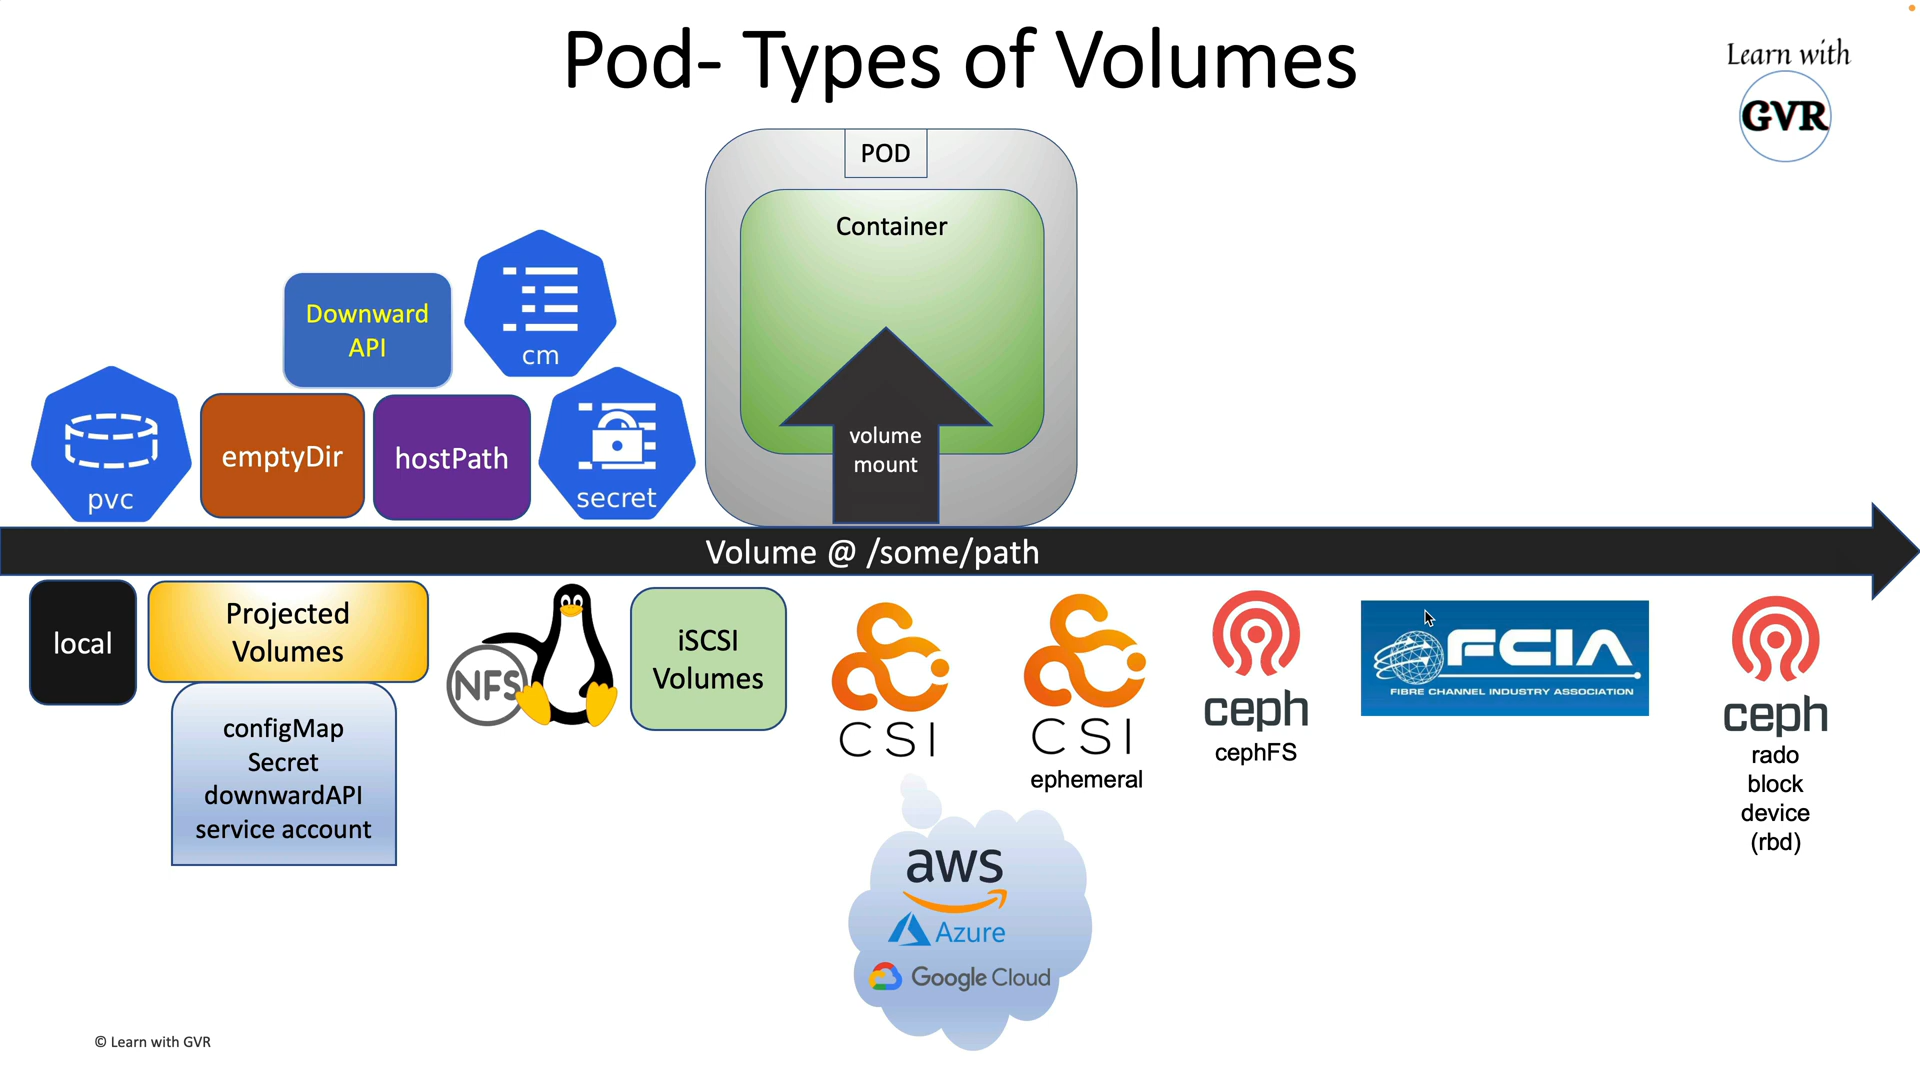 Pod- Types of Volumes
Learn with
GVR
POD
Container
volume
mount
Downward
API
cm
pvc
emptyDir
hostPath
secret
Volume @ /some/path
local
Projected
Volumes
configMap
Secret
downwardAPI
service account
NFS
iSCSI
Volumes
CSI
CSI
ephemeral
ceph
cephFS
FCIA
FIBRE CHANNEL INDUSTRY ASSOCIATION
ceph
rado
block
device
(rbd)
aws
Azure
Google Cloud
© Learn with GVR